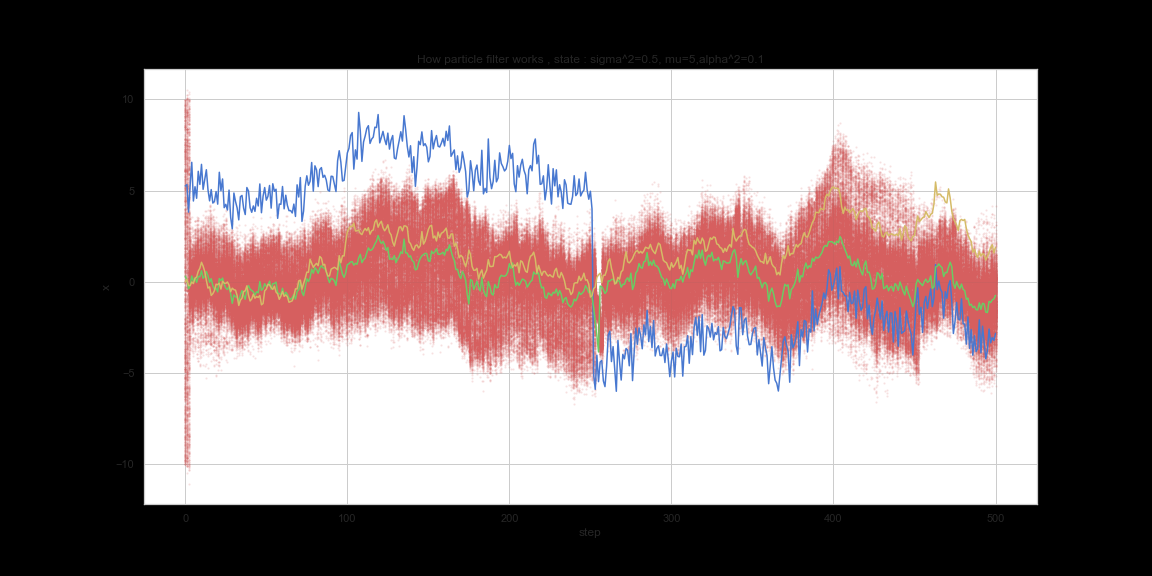 How particle filter works , state : sigma^2=0.5, mu=5,alpha^2=0.1
10
5
0
−5
−10
x
0 100 200 300 400 500
step